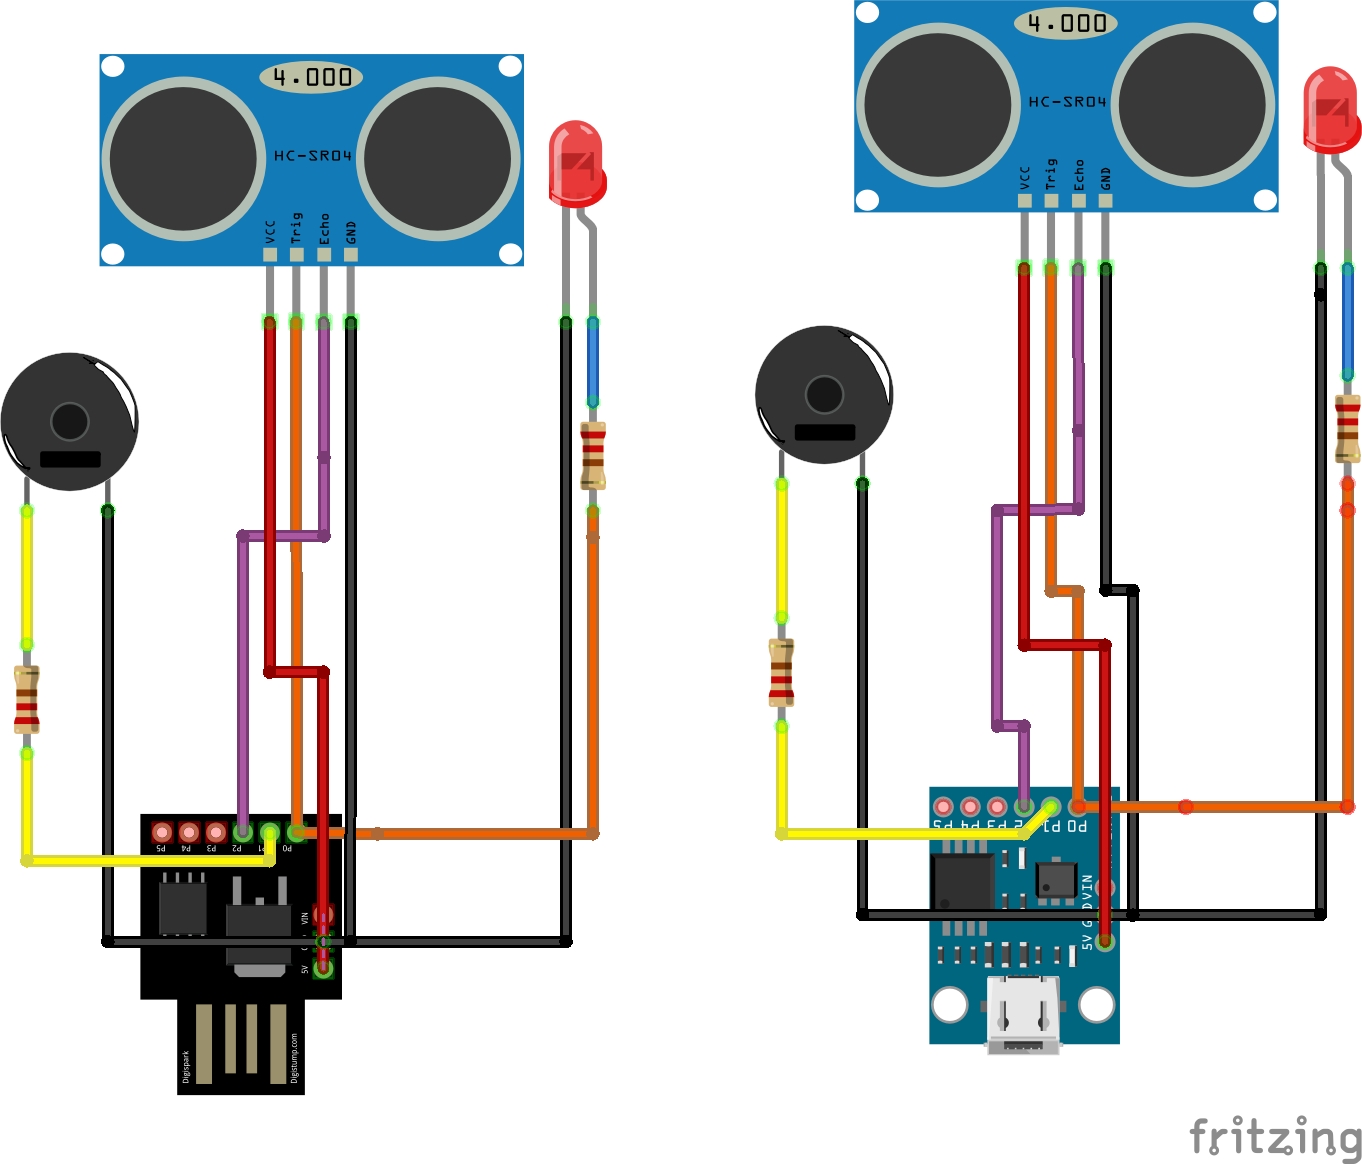 4.000
HC-SR04
VCC
Trig
Echo
GND
P5
P4
P3
P2
P1
P0
VIN
5V
Digispark
Digistump.com
4.000
HC-SR04
VCC
Trig
Echo
GND
P5
P4
P3
P1
P0
VIN
5V
fritzing